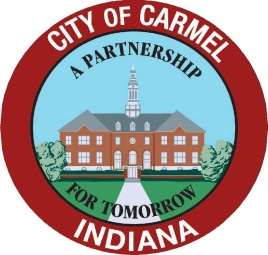 CITY OF CARMEL
A PARTNERSHIP
FOR TOMORROW
INDIANA